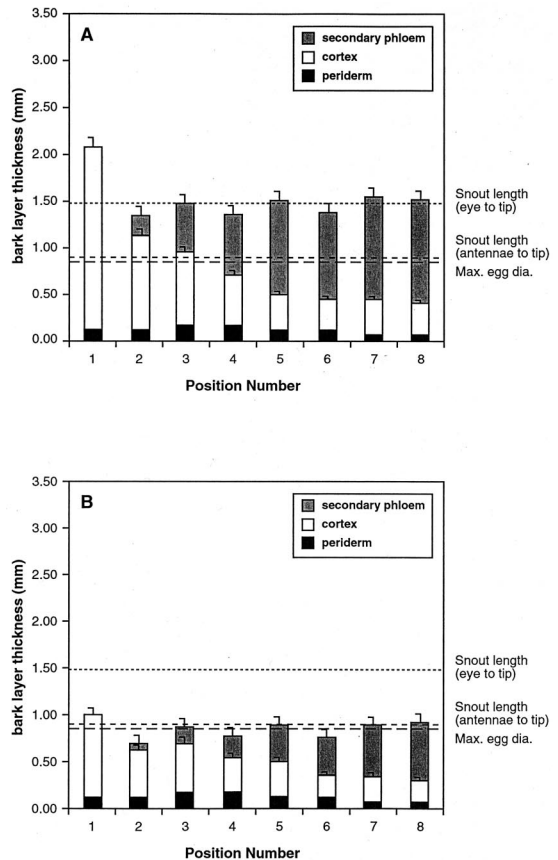 3.50
A
secondary phloem
cortex
periderm
3.00
2.50
2.00
1.50
1.00
0.50
0.00
bark layer thickness (mm)
Snout length
(eye to tip)
Snout length
(antennae to tip)
Max. egg dia.
1 2 3 4 5 6 7 8
Position Number
3.50
B
secondary phloem
cortex
periderm
3.00
2.50
2.00
1.50
1.00
0.50
0.00
bark layer thickness (mm)
Snout length
(eye to tip)
Snout length
(antennae to tip)
Max. egg dia.
1 2 3 4 5 6 7 8
Position Number